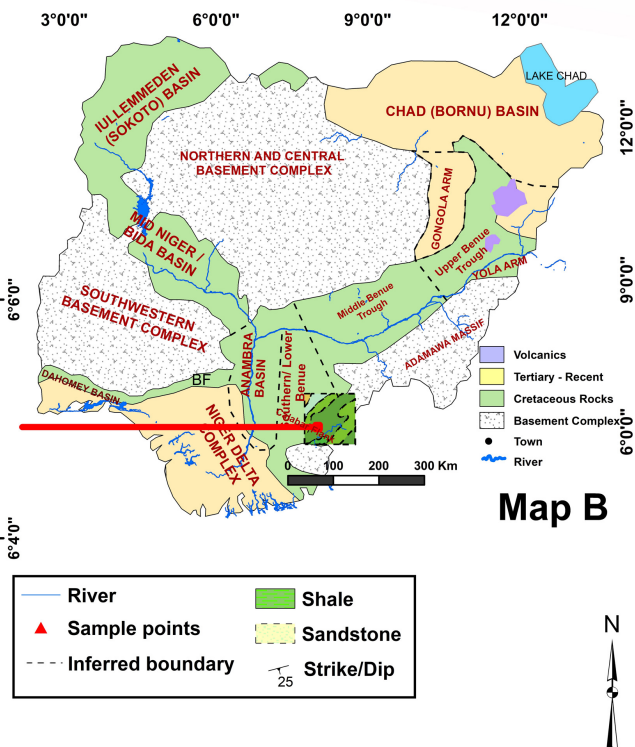 3°0'0"
6°0'0"
9°0'0"
12°0'0"
LAKE CHAD
IULLEMMEDEN
(SOKOTO) BASIN
CHAD (BORNU) BASIN
12°0'0"
NORTHERN AND CENTRAL
BASEMENT COMPLEX
GONGOLA ARM
MID NIGER /
BIDA BASIN
Upper Benue
Trough
YOLA ARM
9°0'0"
6°6'0"
SOUTHWESTERN
BASEMENT COMPLEX
Middle Benue
Trough
ADAMAWA MASSIF
ANAMBRA
BASIN
Lower
Benue
DAHOMEY BASIN
BF
NIGER DELTA
COMPLEX
6°0'0"
Volcanics
Tertiary - Recent
Cretaceous Rocks
Basement Complex
Town
River
0 100 200 300 Km
Map B
6°4'0"
River
Sample points
Inferred boundary
Shale
Sandstone
25
Strike/Dip
N